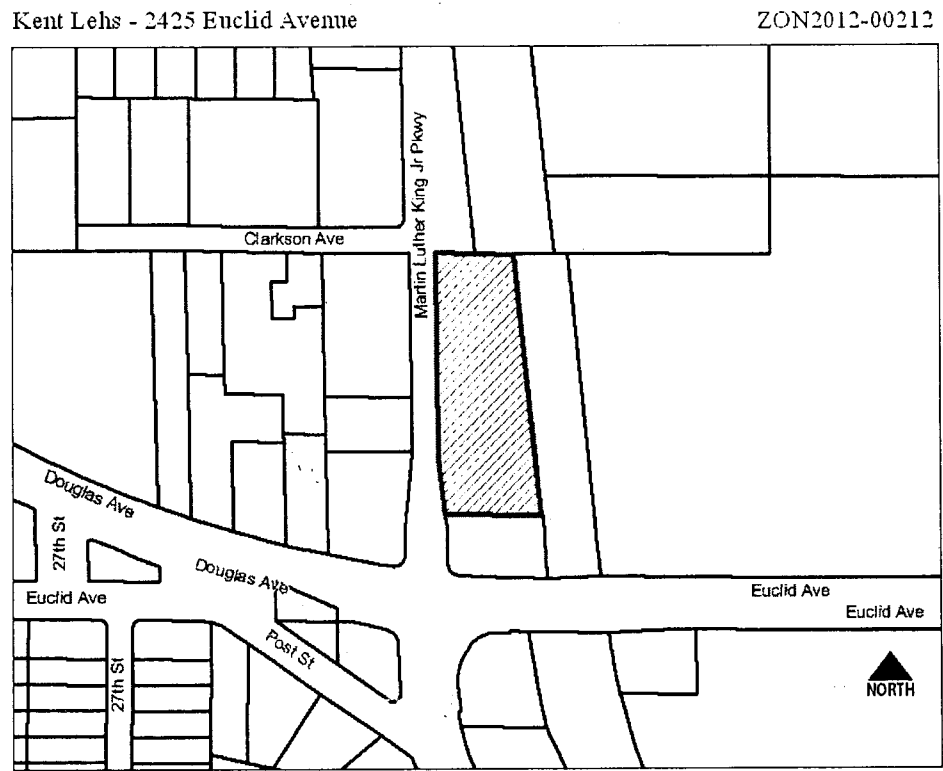 Kent Lehs - 2425 Euclid Avenue
ZON2012-00212
Martin Luther King Jr Pkwy
Clarkson Ave
Douglas Ave
27th St
Douglas Ave
Euclid Ave
Euclid Ave
Euclid Ave
Post St
27th St
NORTH